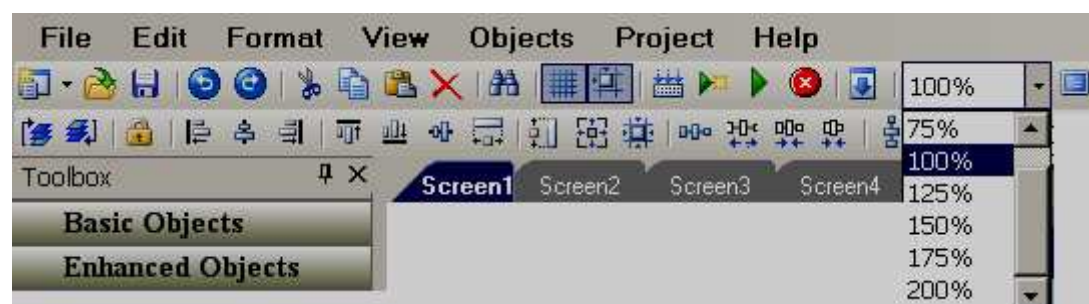 File Edit Format View Objects Project Help
100%
75%
100%
125%
150%
175%
200%
Toolbox
Screen1 Screen2 Screen3 Screen4
Basic Objects
Enhanced Objects